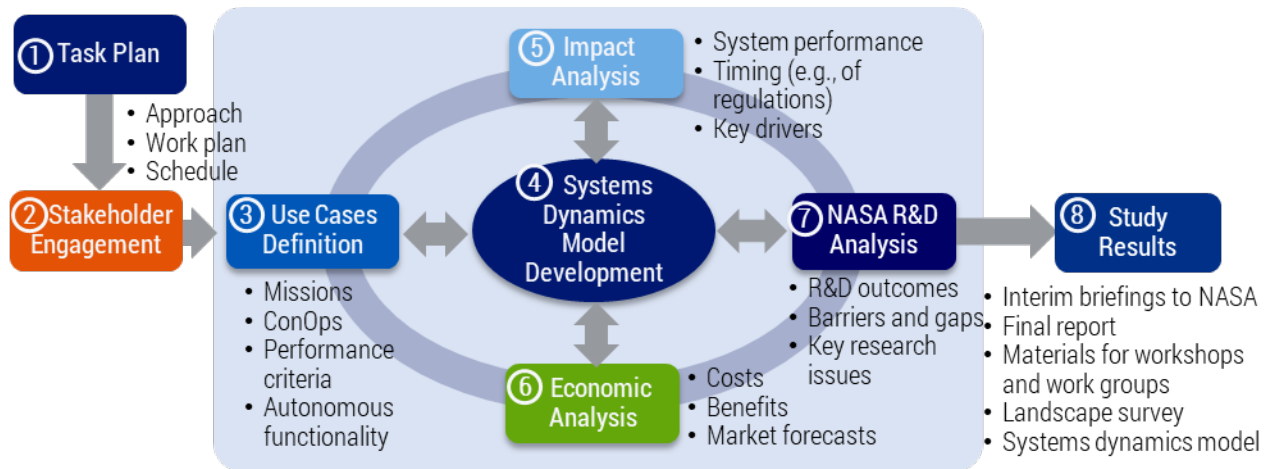 1 Task Plan
• Approach
• Work plan
• Schedule
2 Stakeholder
Engagement
3 Use Cases
Definition
• Missions
• ConOps
• Performance
criteria
• Autonomous
functionality
4 Systems
Dynamics
Model
Development
5 Impact
Analysis
• System performance
• Timing (e.g., of
regulations)
• Key drivers
6 Economic
Analysis
• Costs
• Benefits
• Market forecasts
7 NASA R&D
Analysis
• R&D outcomes
• Barriers and gaps
• Key research
issues
8 Study
Results
• Interim briefings to NASA
• Final report
• Materials for workshops
and work groups
• Landscape survey
• Systems dynamics model